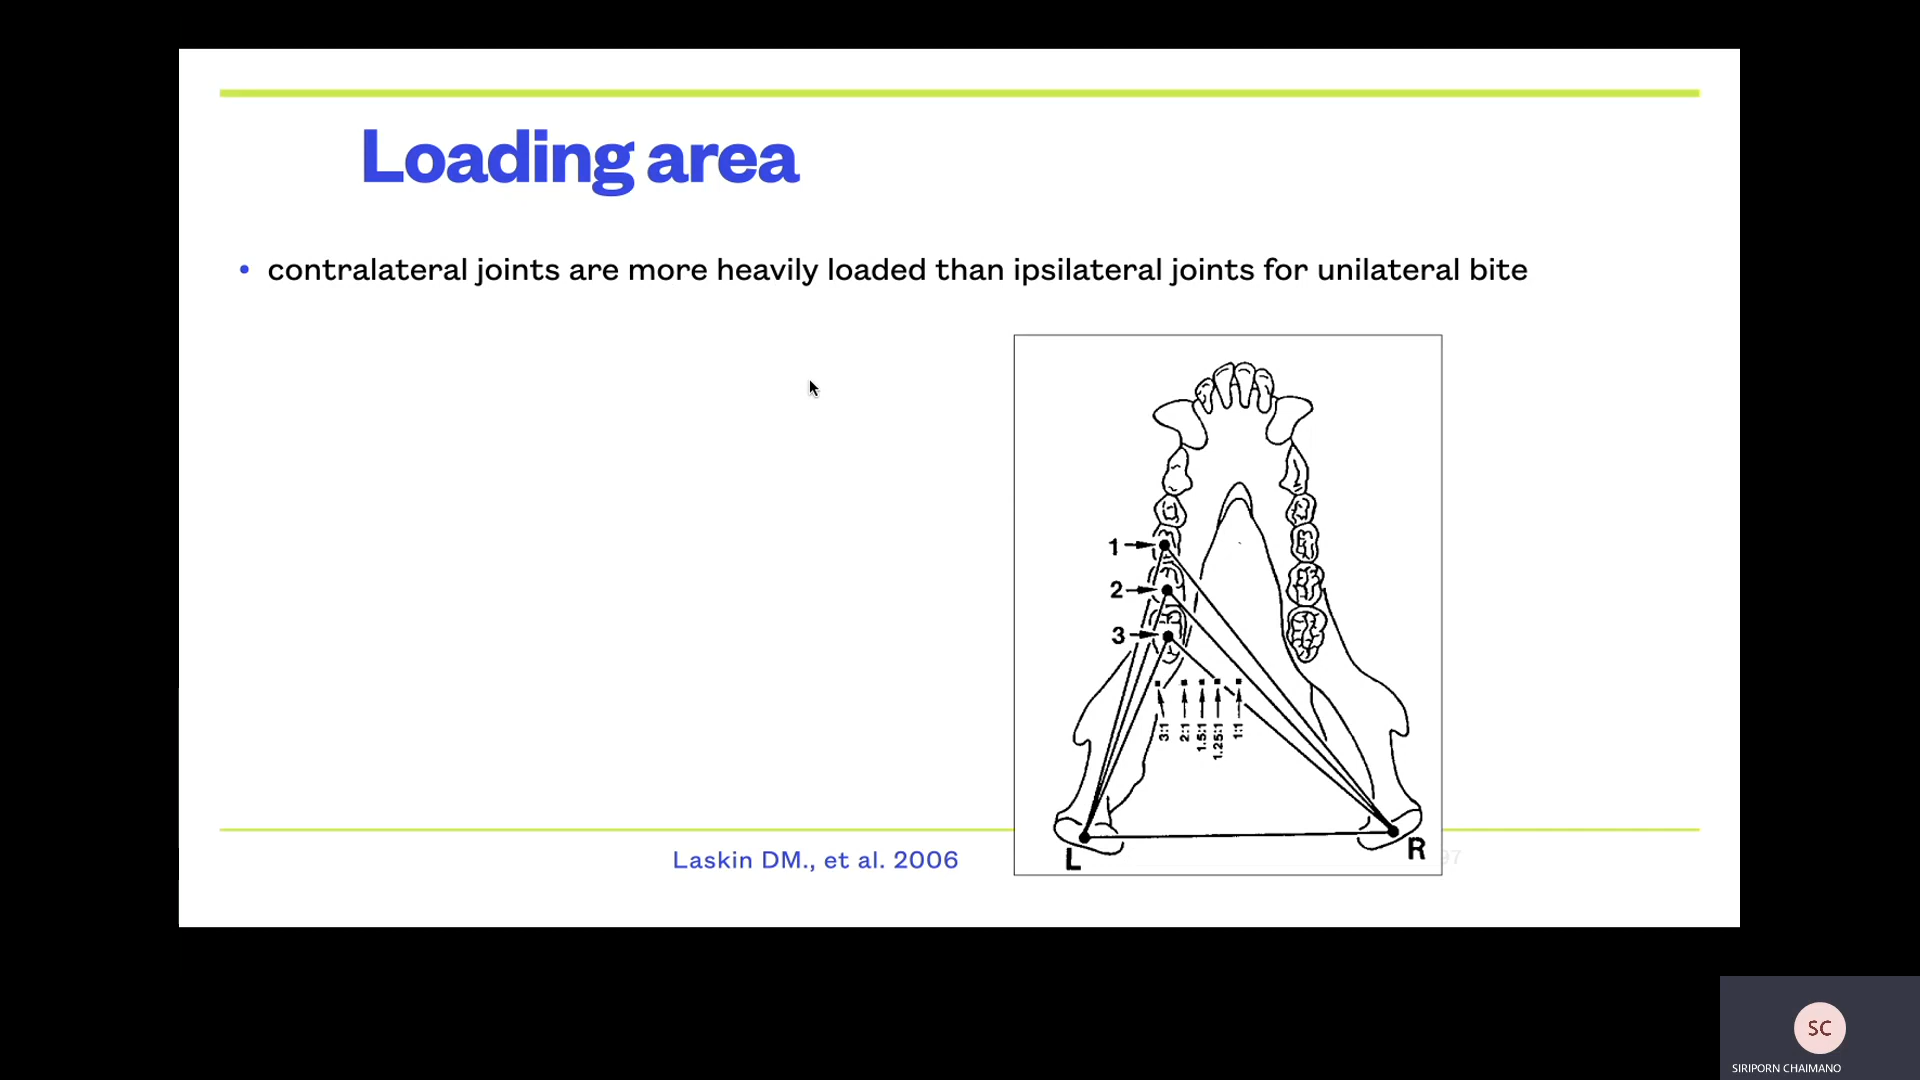 Loading area
• contralateral joints are more heavily loaded than ipsilateral joints for unilateral bite
1
2
3
3:1
2:1
1.5:1
1.25:1
1:1
L
R
Laskin DM., et al. 2006
97
SC
SIRIPORN CHAIMANO